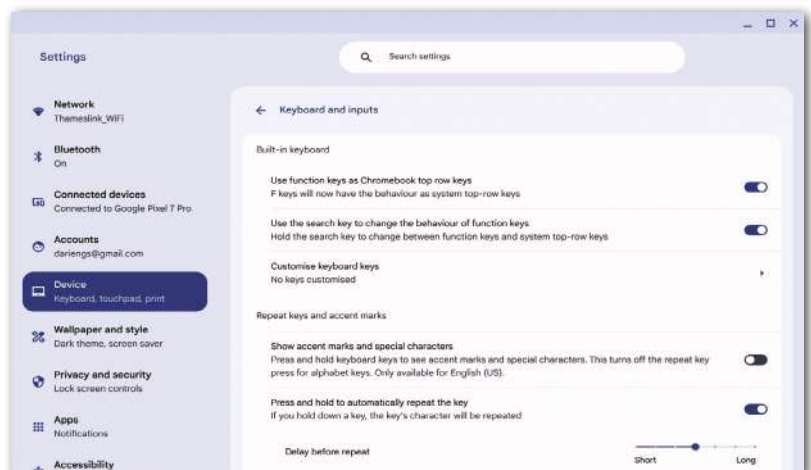 Settings
Search settings
Network
Thameslink_WiFi
Bluetooth
On
Connected devices
Connected to Google Pixel 7 Pro
Accounts
dariengs@gmail.com
Device
Keyboard, touchpad, print
Wallpaper and style
Dark theme, screen saver
Privacy and security
Lock screen controls
Apps
Notifications
Accessibility
Keyboard and inputs
Built-in keyboard
Use function keys as Chromebook top row keys
F keys will now have the behaviour as system top-row keys
Use the search key to change the behaviour of function keys
Hold the search key to change between function keys and system top-row keys
Customise keyboard keys
No keys customised
Repeat keys and accent marks
Show accent marks and special characters
Press and hold keyboard keys to see accent marks and special characters. This turns off the repeat key
press for alphabet keys. Only available for English (US).
Press and hold to automatically repeat the key
If you hold down a key, the key's character will be repeated
Delay before repeat
Short
Long